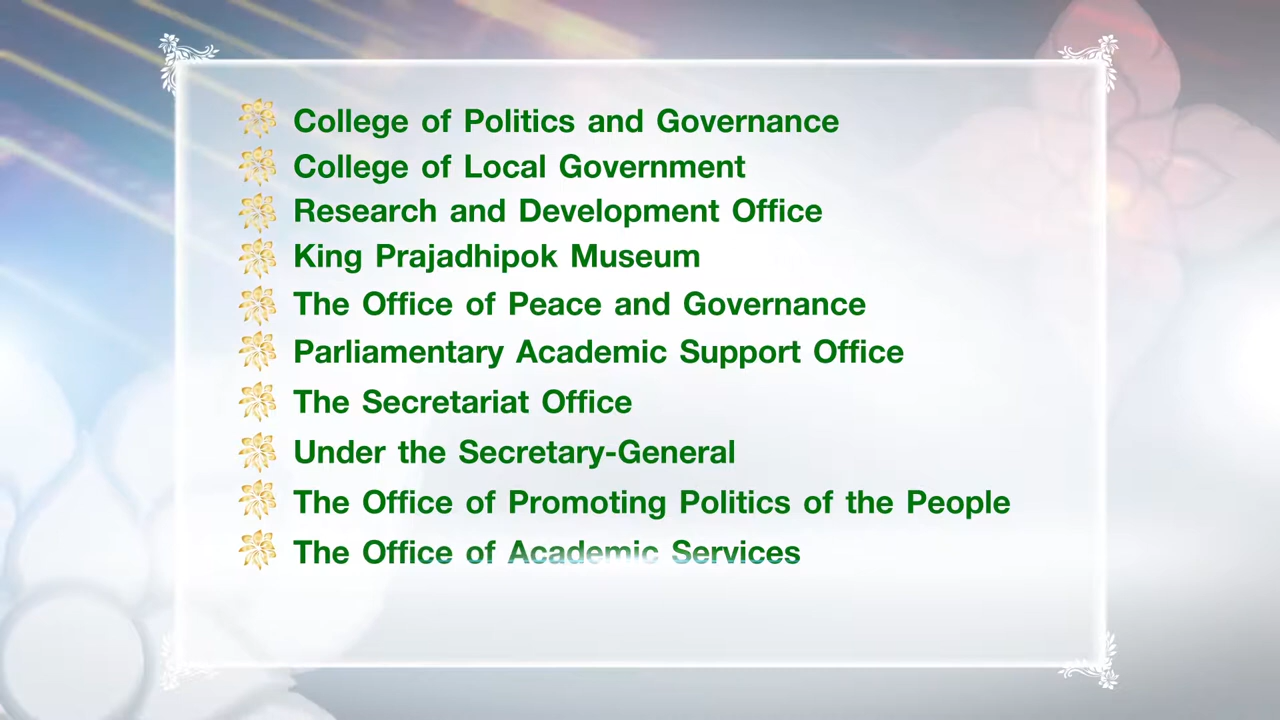 College of Politics and Governance
College of Local Government
Research and Development Office
King Prajadhipok Museum
The Office of Peace and Governance
Parliamentary Academic Support Office
The Secretariat Office
Under the Secretary-General
The Office of Promoting Politics of the People
The Office of Academic Services